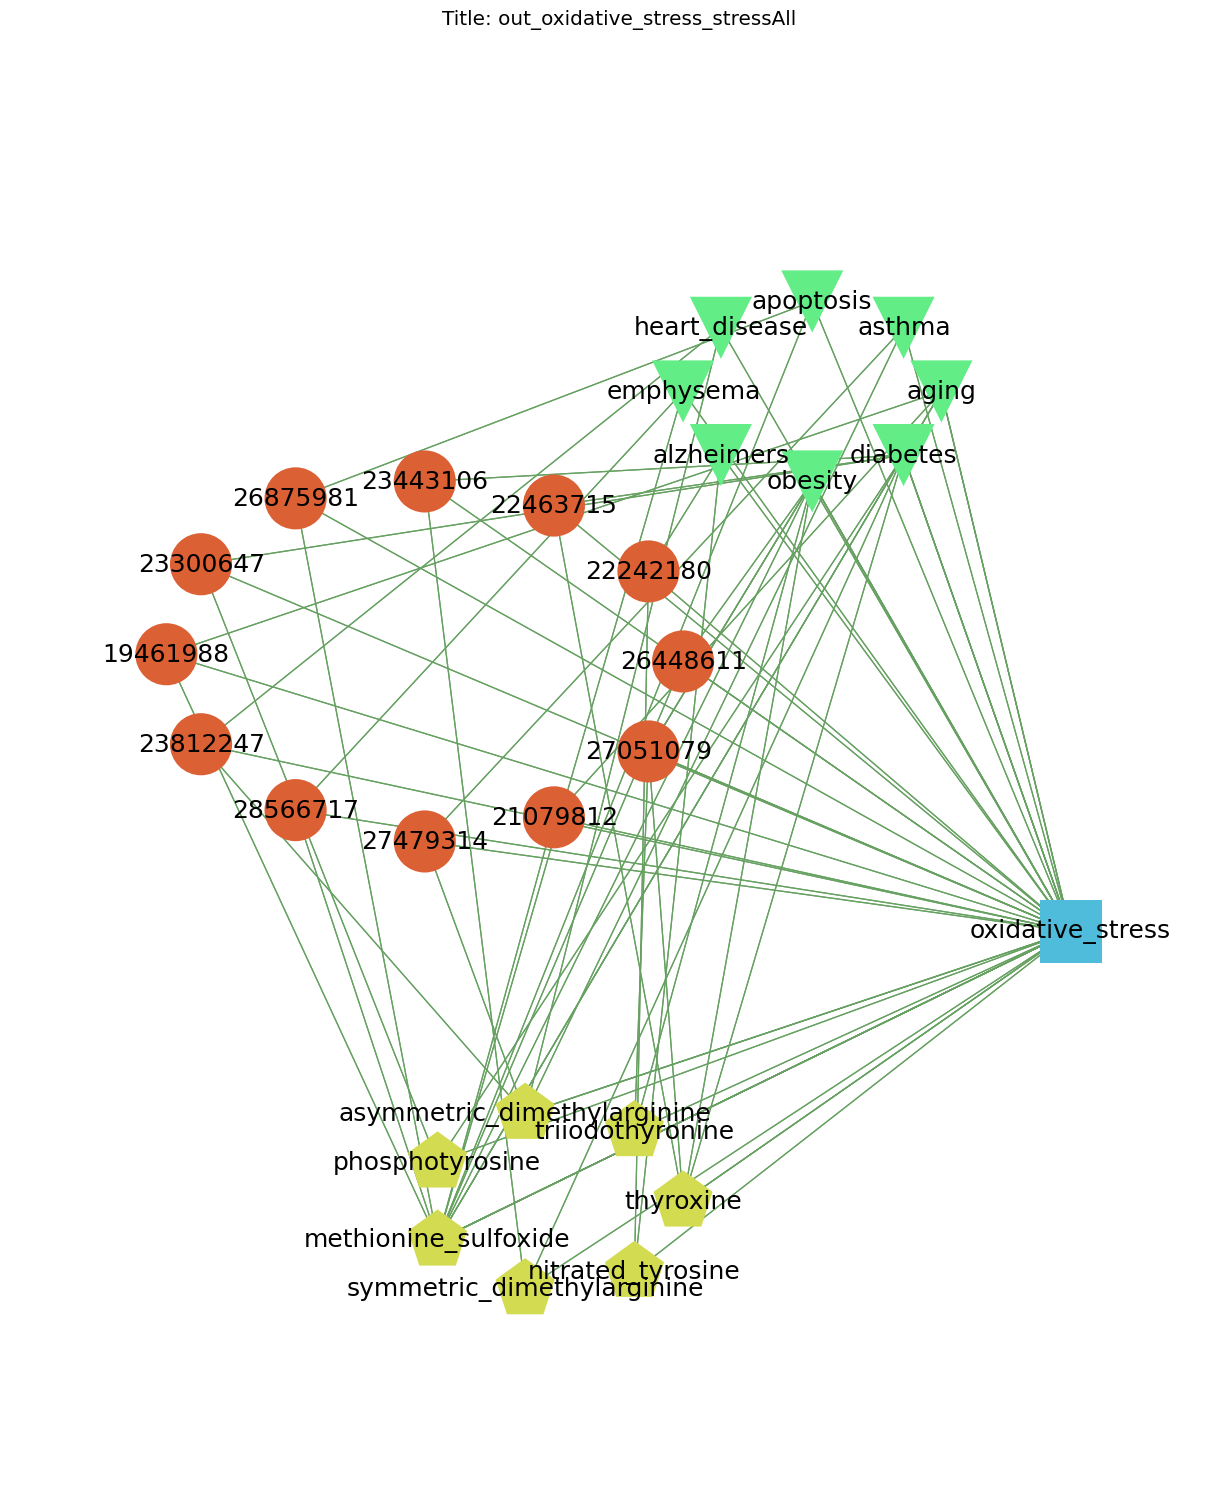 Title: out_oxidative_stress_stressAll
apoptosis
heart_disease
asthma
emphysema
aging
alzheimers
diabetes
obesity
23443106
26875981
22463715
23300647
22242180
19461988
26448611
23812247
27051079
28566717
21079812
27479314
oxidative_stress
asymmetric_dimethylarginine
triiodothyronine
phosphotyrosine
thyroxine
methionine_sulfoxide
nitrated_tyrosine
symmetric_dimethylarginine